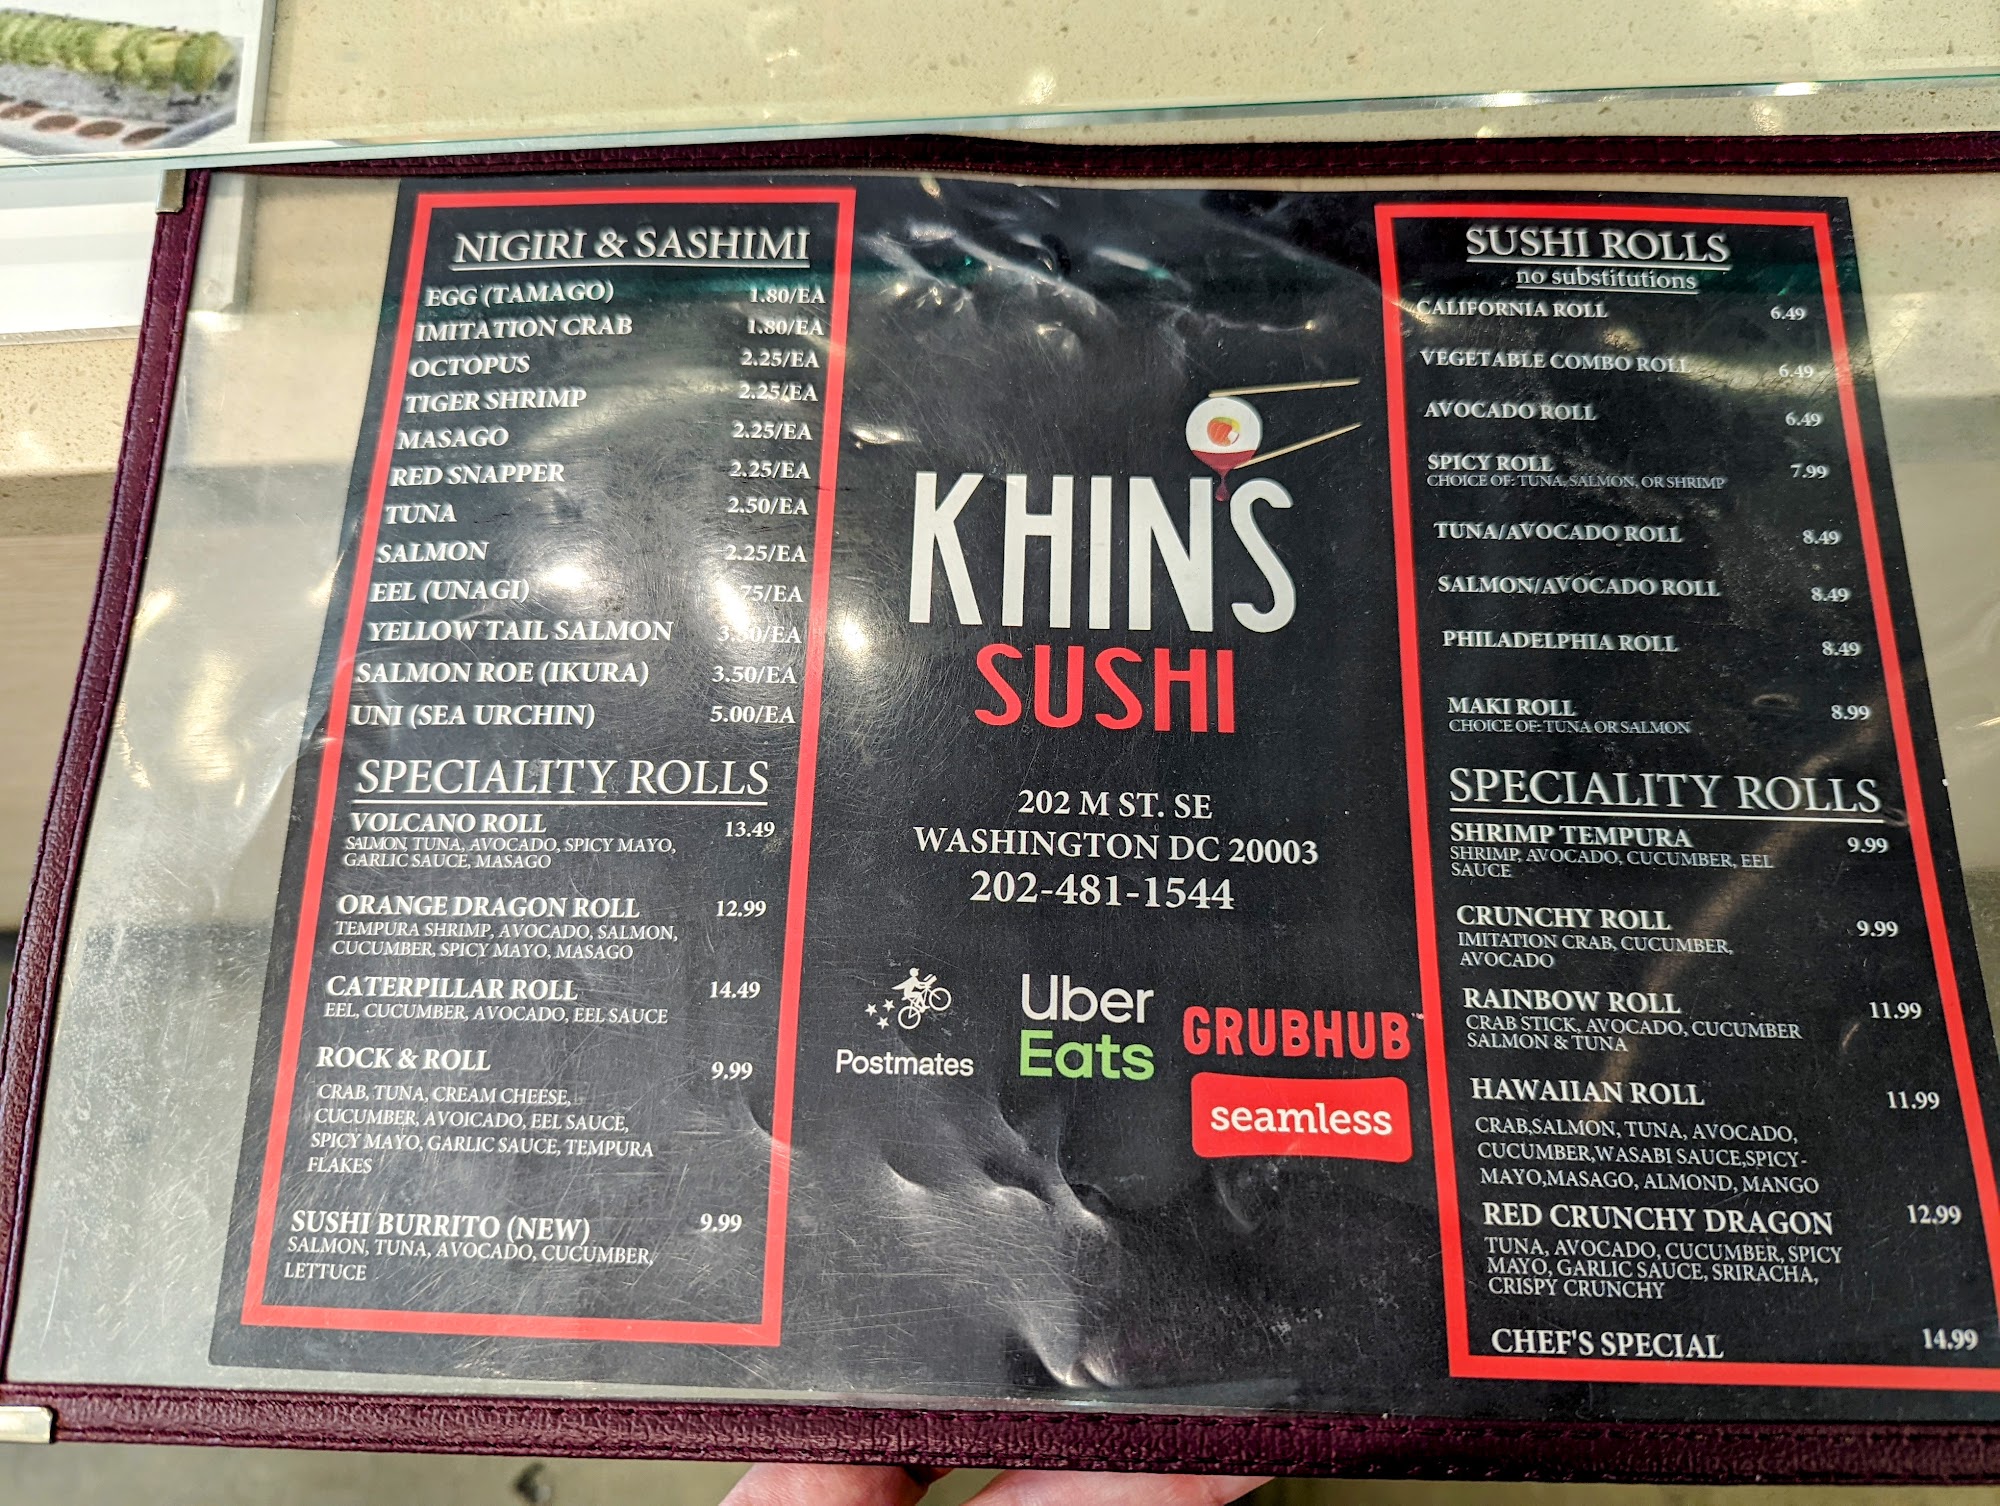 NIGIRI & SASHIMI
EGG (TAMAGO) 1.80/EA
IMITATION CRAB 1.80/EA
OCTOPUS 2.25/EA
TIGER SHRIMP 2.25/EA
MASAGO 2.25/EA
RED SNAPPER 2.25/EA
TUNA 2.50/EA
SALMON 2.25/EA
EEL (UNAGI) 75/EA
YELLOW TAIL SALMON
SALMON ROE (IKURA) 3.50/EA
UNI (SEA URCHIN) 5.00/EA
SPECIALITY ROLLS
VOLCANO ROLL 13.49
SALMON, TUNA, AVOCADO, SPICY MAYO,
GARLIC SAUCE, MASAGO
ORANGE DRAGON ROLL 12.99
TEMPURA SHRIMP, AVOCADO, SALMON,
CUCUMBER, SPICY MAYO, MASAGO
CATERPILLAR ROLL 14.49
EEL, CUCUMBER, AVOCADO, EEL SAUCE
ROCK & ROLL 9.99
CRAB, TUNA, CREAM CHEESE,
CUCUMBER, AVOICADO, EEL SAUCE,
SPICY MAYO, GARLIC SAUCE, TEMPURA
FLAKES
SUSHI BURRITO (NEW) 9.99
SALMON, TUNA, AVOCADO, CUCUMBER,
LETTUCE
KHIN'S
SUSHI
202 M ST. SE
WASHINGTON DC 20003
202-481-1544
Postmates
Uber
Eats
GRUBHUB™
seamless
SUSHI ROLLS
no substitutions
CALIFORNIA ROLL 6.49
VEGETABLE COMBO ROLL 6.49
AVOCADO ROLL 6.49
SPICY ROLL 7.99
CHOICE OF: TUNA, SALMON, OR SHRIMP
TUNA/AVOCADO ROLL 8.49
SALMON/AVOCADO ROLL 8.49
PHILADELPHIA ROLL 8.49
MAKI ROLL 8.99
CHOICE OF: TUNA OR SALMON
SPECIALITY ROLLS
SHRIMP TEMPURA 9.99
SHRIMP, AVOCADO, CUCUMBER, EEL
SAUCE
CRUNCHY ROLL 9.99
IMITATION CRAB, CUCUMBER,
AVOCADO
RAINBOW ROLL 11.99
CRAB STICK, AVOCADO, CUCUMBER
SALMON & TUNA
HAWAIIAN ROLL 11.99
CRAB,SALMON, TUNA, AVOCADO,
CUCUMBER,WASABI SAUCE,SPICY-
MAYO,MASAGO, ALMOND, MANGO
RED CRUNCHY DRAGON 12.99
TUNA, AVOCADO, CUCUMBER, SPICY
MAYO, GARLIC SAUCE, SRIRACHA,
CRISPY CRUNCHY
CHEF'S SPECIAL 14.99